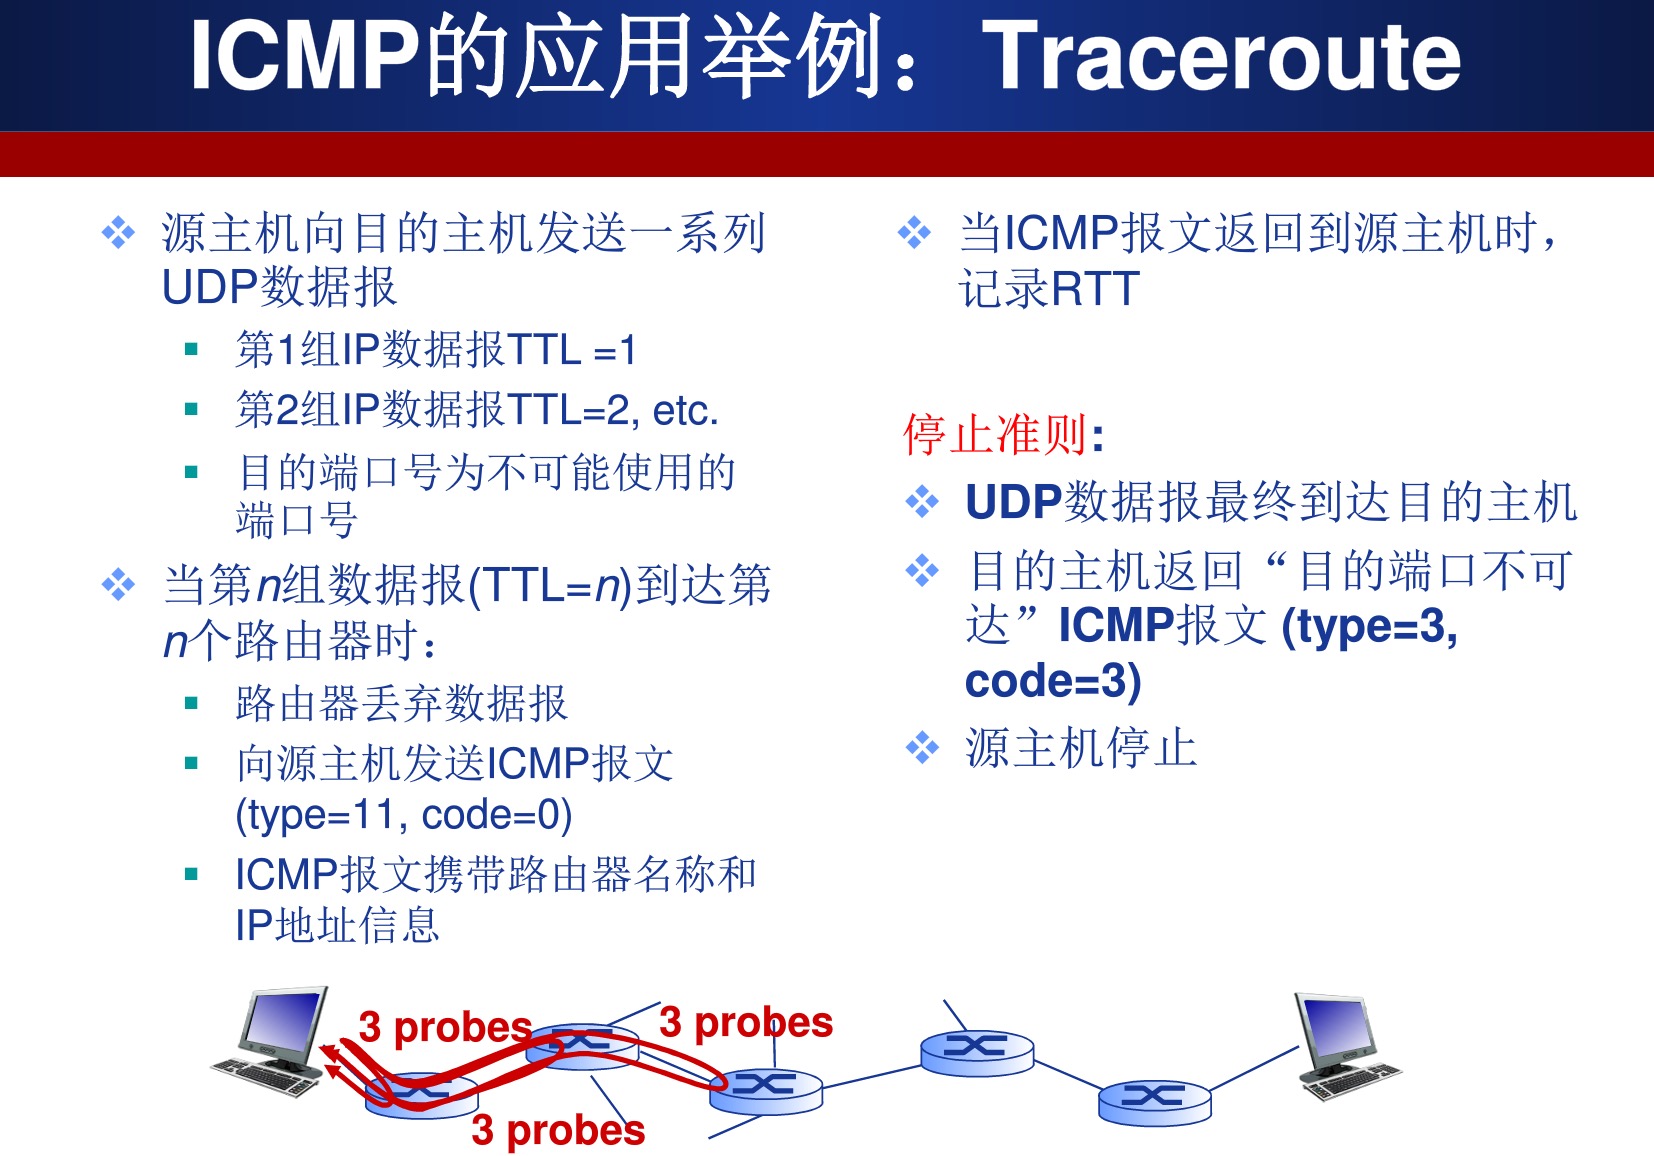 ICMP的应用举例：Traceroute
源主机向目的主机发送一系列
UDP数据报
第1组IP数据报TTL =1
第2组IP数据报TTL=2, etc.
目的端口号为不可能使用的
端口号
当第n组数据报(TTL=n)到达第
n个路由器时：
路由器丢弃数据报
向源主机发送ICMP报文
(type=11, code=0)
ICMP报文携带路由器名称和
IP地址信息
当ICMP报文返回到源主机时，
记录RTT
停止准则:
UDP数据报最终到达目的主机
目的主机返回“目的端口不可
达”ICMP报文 (type=3,
code=3)
源主机停止
3 probes
3 probes
3 probes